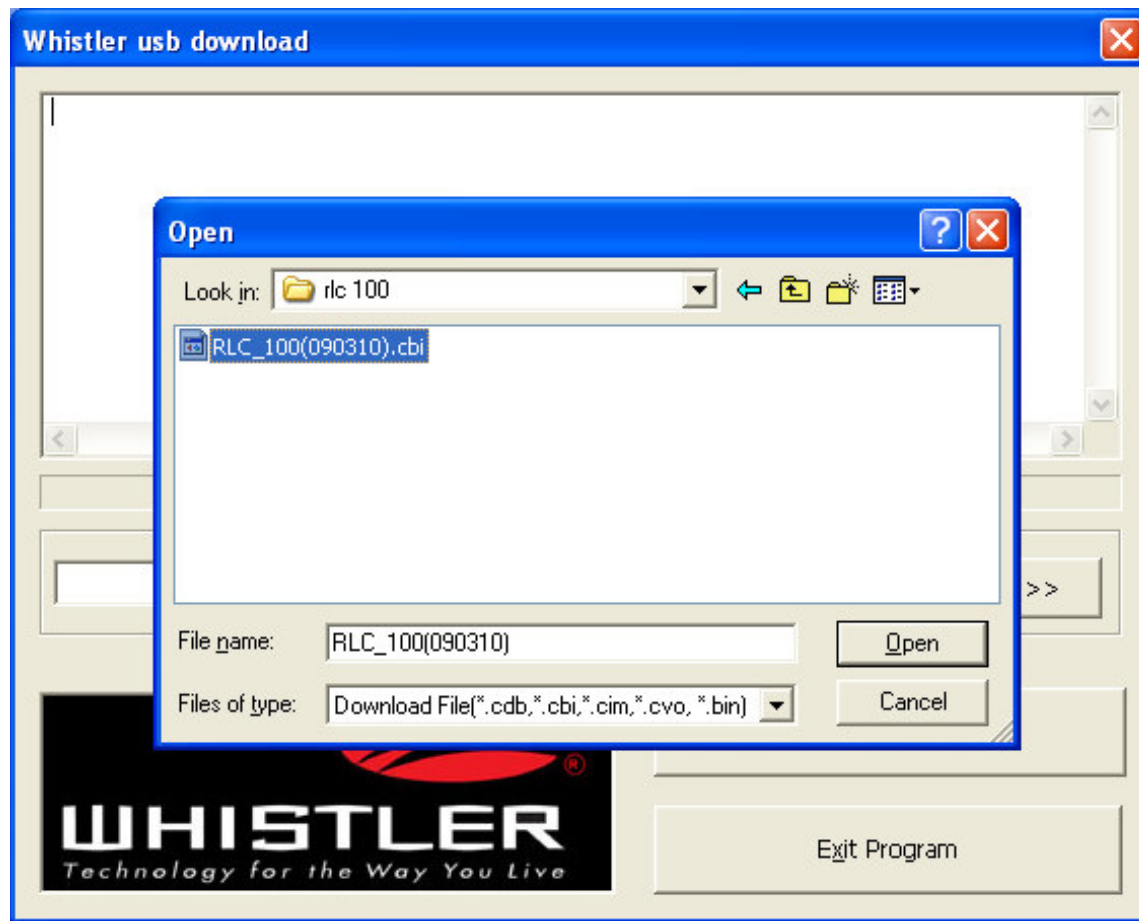 Whistler usb download
Open
Look in: rlc 100
RLC_100(090310).cbi
>>
File name: RLC_100(090310) Open
Files of type: Download File(*.cdb,*.cbi,*.cim,*.cvo, *.bin) Cancel
®
WHISTLER
Technology for the Way You Live
Exit Program